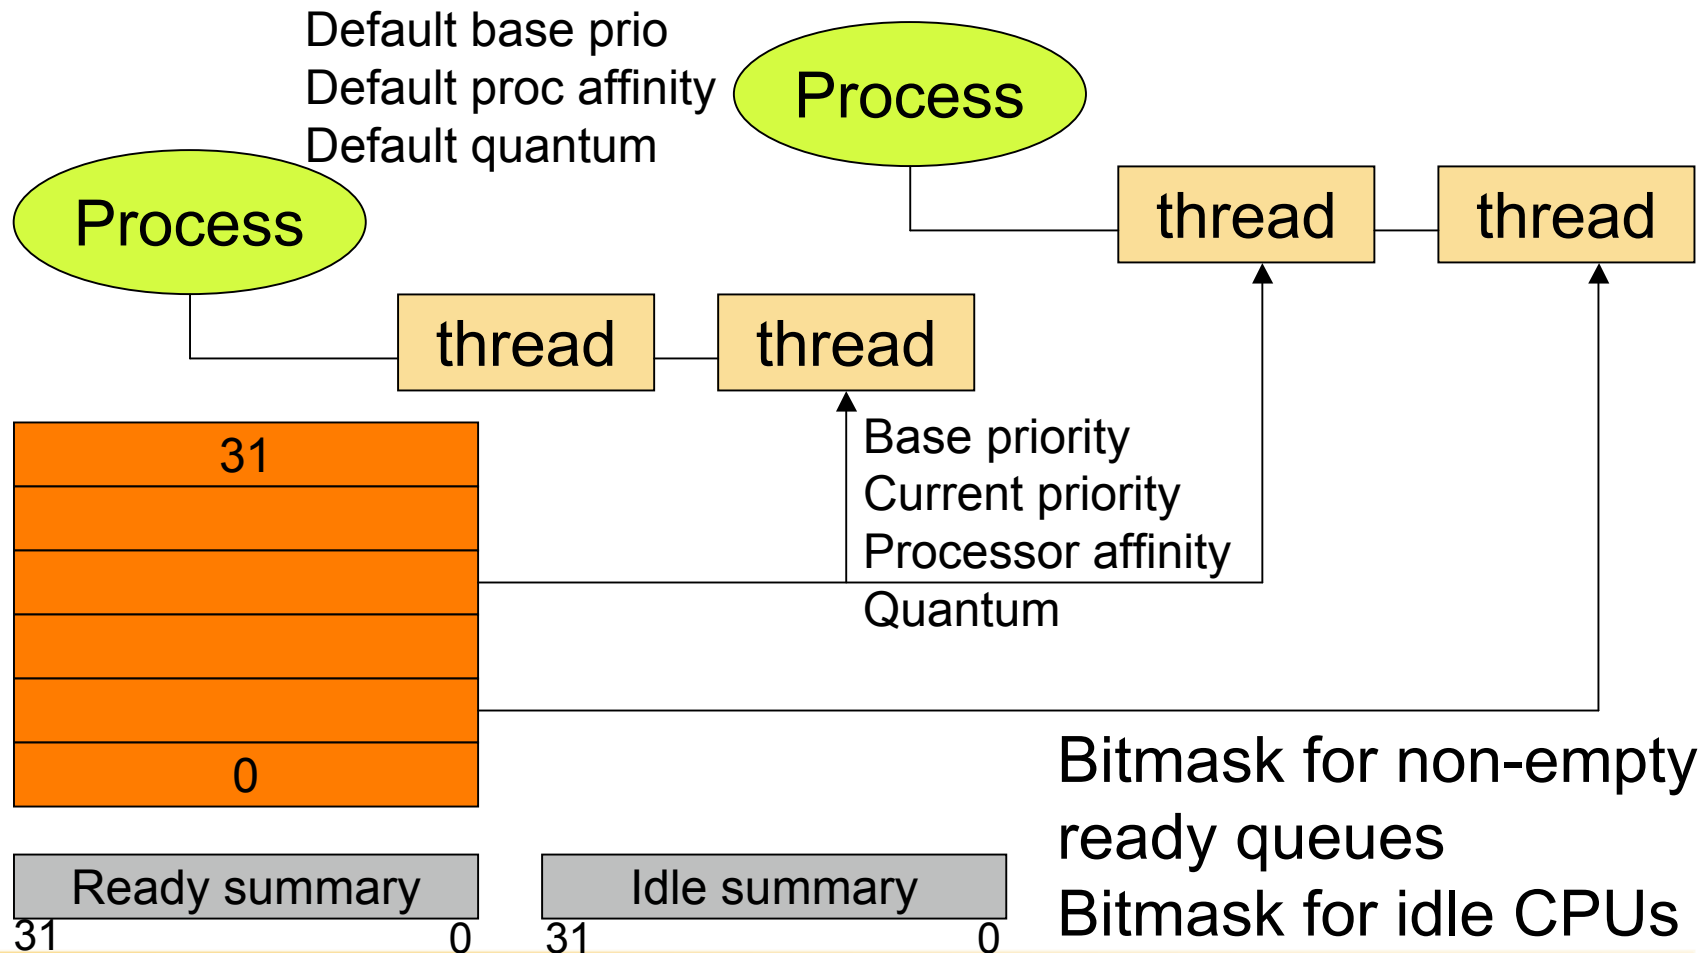 Default base prio
Default proc affinity
Default quantum
Process
Process
thread
thread
thread
thread
31
Base priority
Current priority
Processor affinity
Quantum
0
Bitmask for non-empty
ready queues
Bitmask for idle CPUs
Ready summary
31 0
Idle summary
31 0